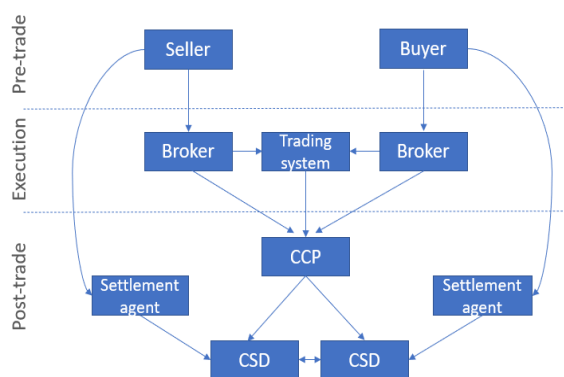 Pre-trade
Seller
Buyer
Execution
Broker
Trading
system
Broker
Post-trade
CCP
Settlement
agent
Settlement
agent
CSD
CSD